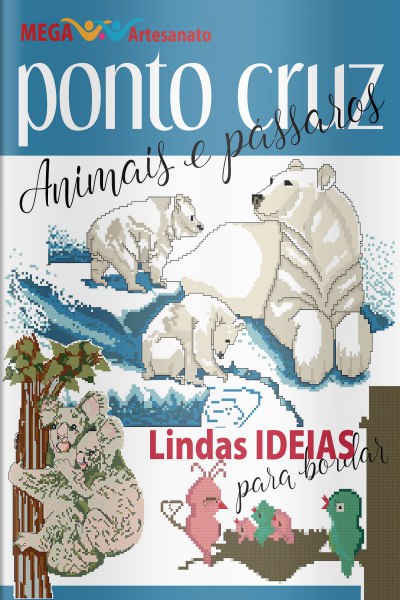 MEGA Artesanato
ponto cruz
Animais e pássaros
Lindas IDEIAS
para bordar